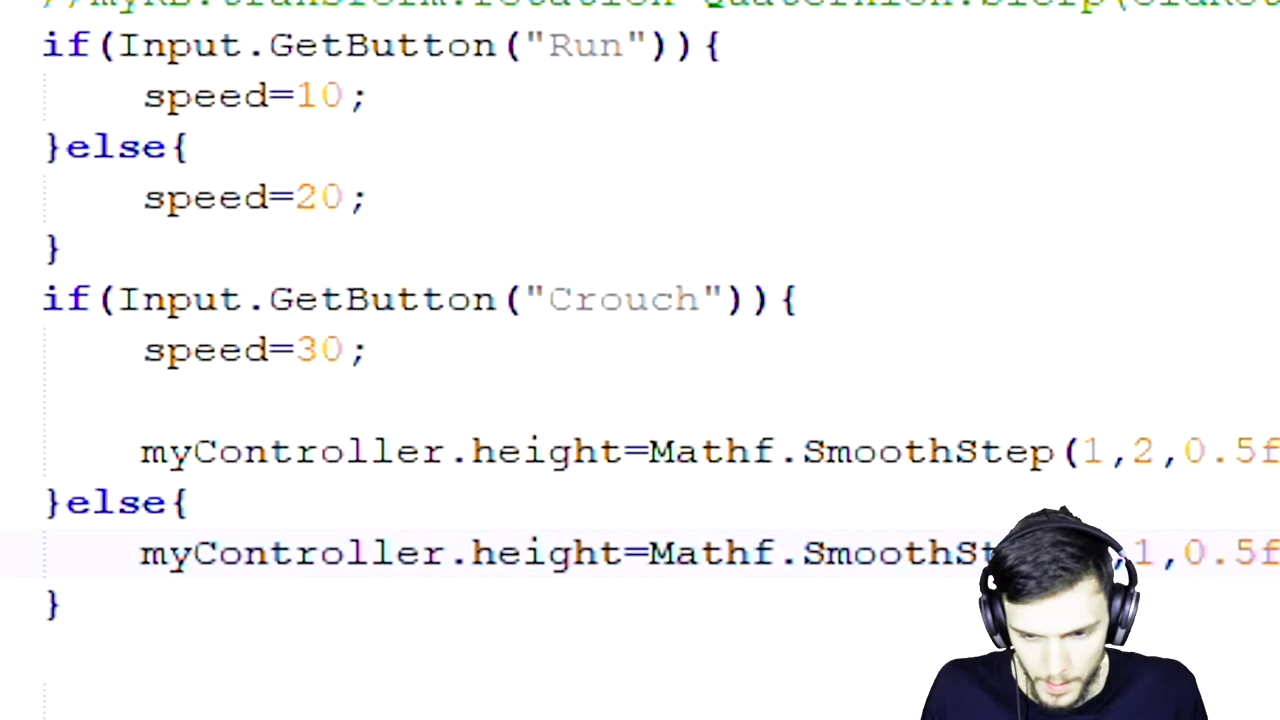 if(Input.GetButton("Run")){
speed=10;
}else{
speed=20;
}
if(Input.GetButton("Crouch")){
speed=30;
myController.height=Mathf.SmoothStep(1,2,0.5f
}else{
myController.height=Mathf.SmoothSt ,1,0.5f
}